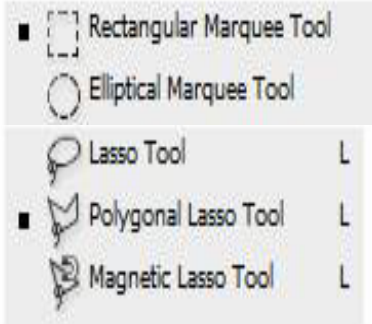 Rectangular Marquee Tool
Elliptical Marquee Tool
Lasso Tool L
Polygonal Lasso Tool L
Magnetic Lasso Tool L